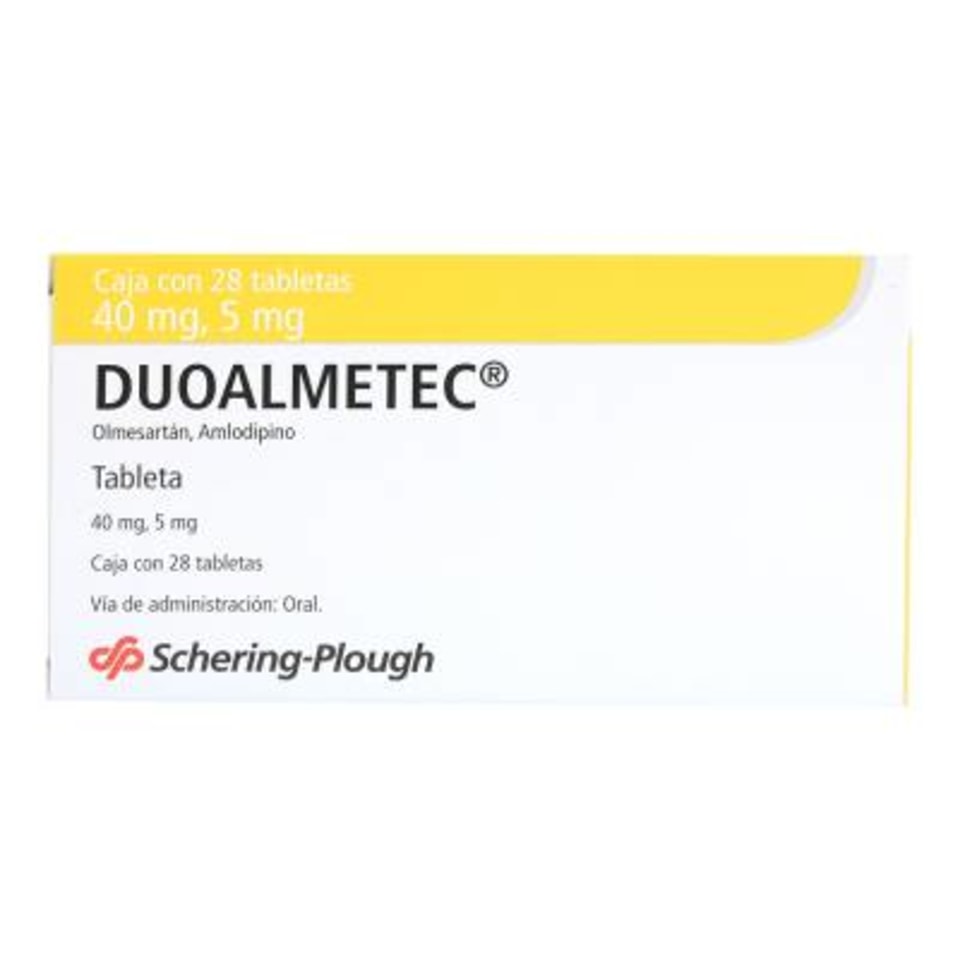 Caja con 28 tabletas
40 mg, 5 mg
DUOALMETEC®
Olmesartán, Amlodipino
Tableta
40 mg, 5 mg
Caja con 28 tabletas
Vía de administración: Oral.
Schering-Plough